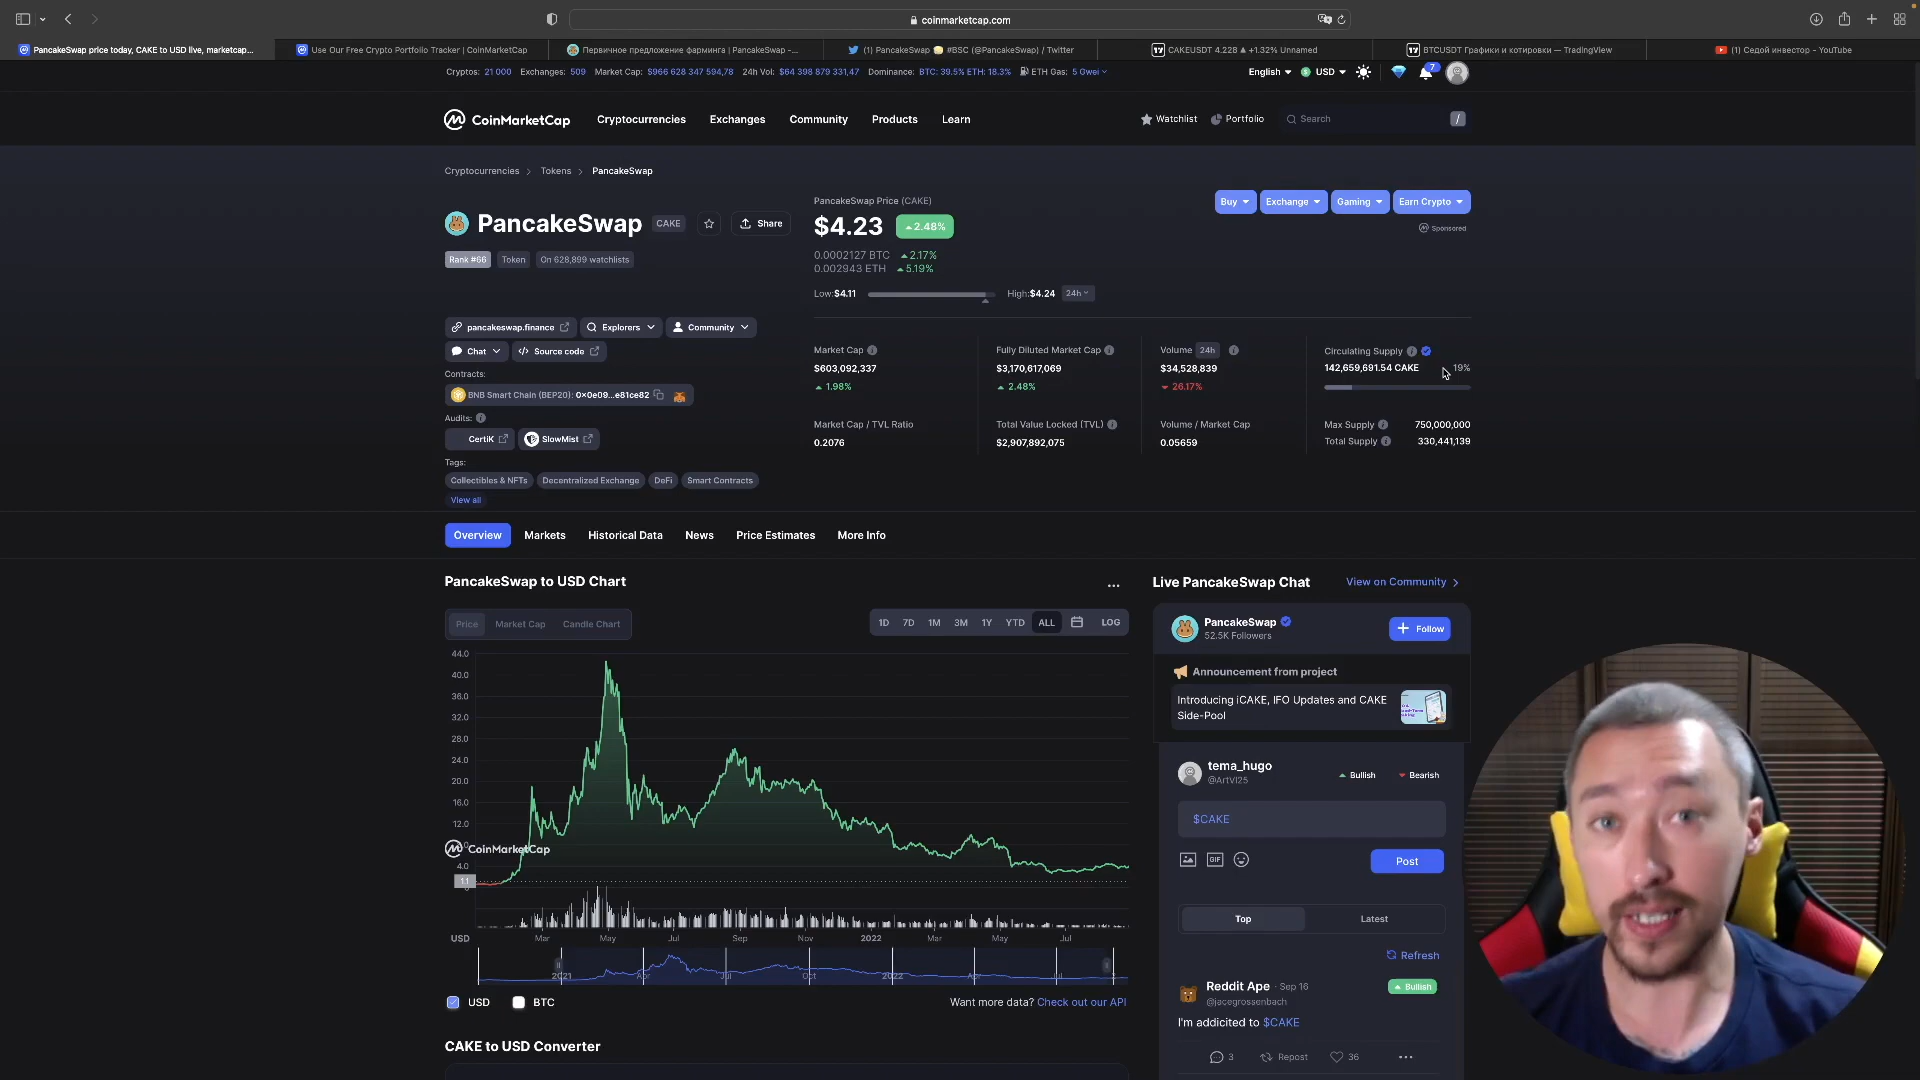 coinmarketcap.com
PancakeSwap price today, CAKE to USD live, marketcap...
Use Our Free Crypto Portfolio Tracker | CoinMarketCap
Первичное предложение фарминга | PancakeSwap -...
(1) PancakeSwap 🥞 #BSC (@PancakeSwap) / Twitter
CAKEUSDT 4.228 ▲ +1.32% Unnamed
BTCUSDT Графики и котировки — TradingView
(1) Седой инвестор - YouTube
Cryptos: 21 000 Exchanges: 509 Market Cap: $966 628 347 594,78 24h Vol: $64 398 879 331,47 Dominance: BTC: 39.5% ETH: 18.3% ETH Gas: 5 Gwei
English USD 7
CoinMarketCap Cryptocurrencies Exchanges Community Products Learn
Watchlist Portfolio Search /
Cryptocurrencies > Tokens > PancakeSwap
PancakeSwap CAKE Share
Rank #66 Token On 628,899 watchlists
pancakeswap.finance Explorers Community
Chat Source code
Contracts:
BNB Smart Chain (BEP20): 0x0e09...e81ce82
Audits:
CertiK SlowMist
Tags:
Collectibles & NFTs Decentralized Exchange DeFi Smart Contracts
View all
PancakeSwap Price (CAKE)
$4.23 2.48%
0.0002127 BTC 2.17%
0.002943 ETH 5.19%
Low:$4.11 High:$4.24 24h
Buy Exchange Gaming Earn Crypto
Sponsored
Market Cap
$603,092,337
1.98%
Market Cap / TVL Ratio
0.2076
Fully Diluted Market Cap
$3,170,617,069
2.48%
Total Value Locked (TVL)
$2,907,892,075
Volume 24h
$34,528,839
26.17%
Volume / Market Cap
0.05659
Circulating Supply
142,659,691.54 CAKE 19%
Max Supply 750,000,000
Total Supply 330,441,139
Overview Markets Historical Data News Price Estimates More Info
PancakeSwap to USD Chart
Price Market Cap Candle Chart
1D 7D 1M 3M 1Y YTD ALL LOG
44.0
40.0
36.0
32.0
28.0
24.0
20.0
16.0
12.0
CoinMarketCap
4.0
1.1
0
USD Mar May Jul Sep Nov 2022 Mar May Jul
2021 Apr Jul Oct 2022 Apr Jul
USD BTC
Want more data? Check out our API
CAKE to USD Converter
Live PancakeSwap Chat View on Community >
PancakeSwap
52.5K Followers
+ Follow
Announcement from project
Introducing iCAKE, IFO Updates and CAKE
Side-Pool
tema_hugo
@ArtVl25
Bullish Bearish
$CAKE
GIF
Post
Top Latest
Refresh
Reddit Ape · Sep 16
@jacegrossenbach
Bullish
I'm addicited to $CAKE
3 Repost 36